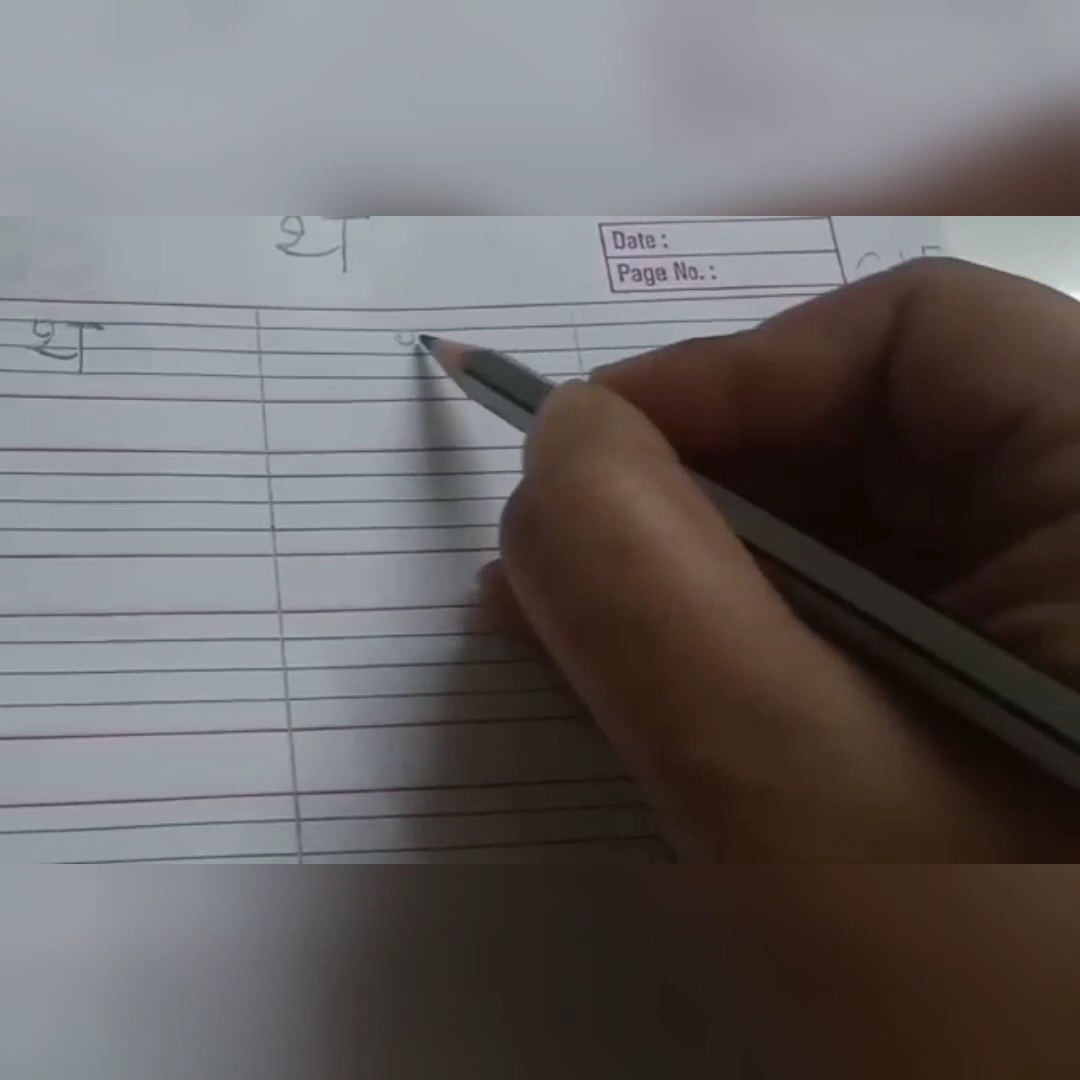 थ
Date :
Page No. :
थ